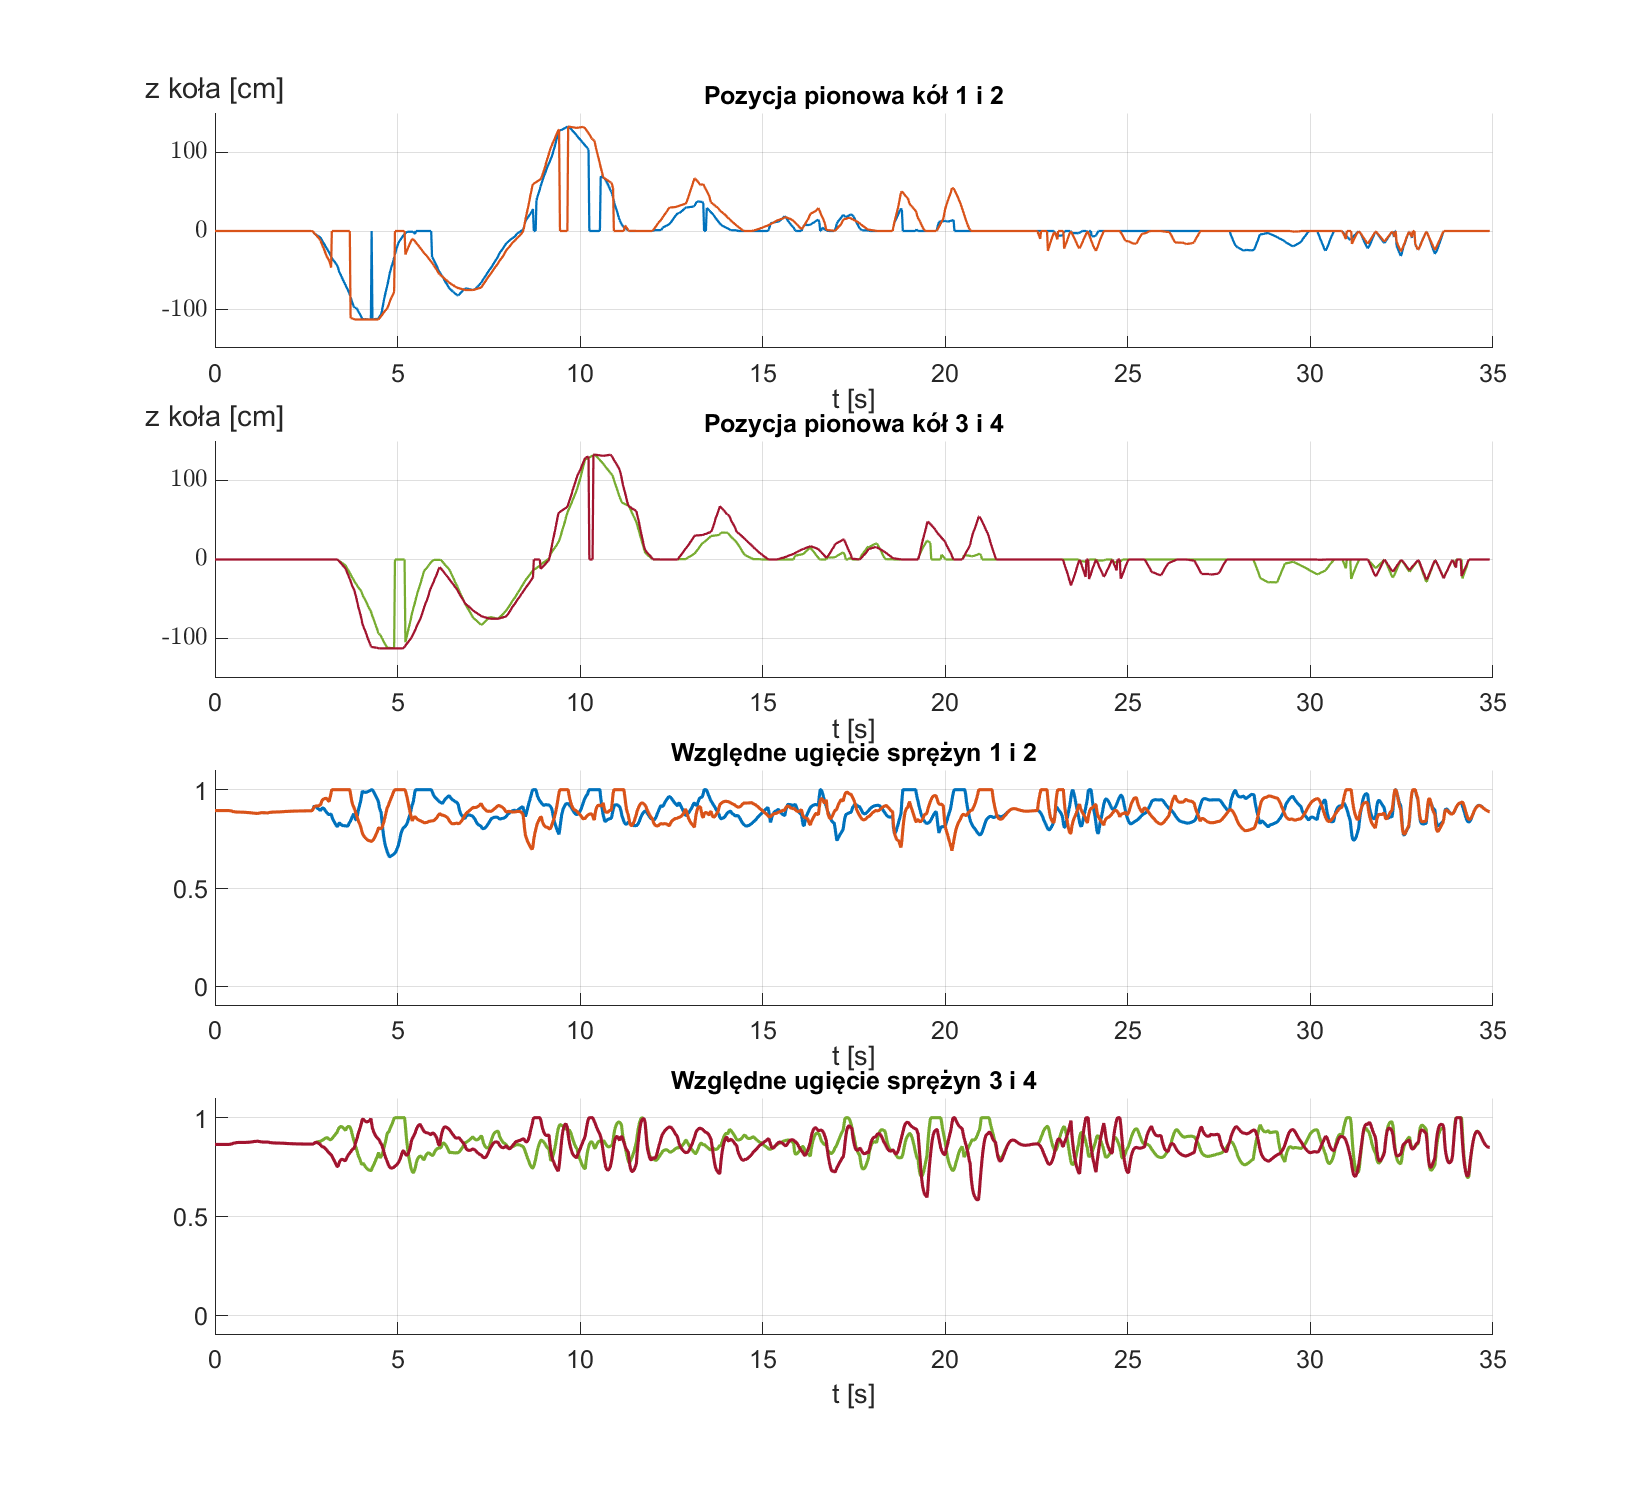 z koła [cm]
Pozycja pionowa kół 1 i 2
100
0
-100
0 5 10 15 20 25 30 35
t [s]
z koła [cm]
Pozycja pionowa kół 3 i 4
100
0
-100
0 5 10 15 20 25 30 35
t [s]
Względne ugięcie sprężyn 1 i 2
1
0.5
0
0 5 10 15 20 25 30 35
t [s]
Względne ugięcie sprężyn 3 i 4
1
0.5
0
0 5 10 15 20 25 30 35
t [s]